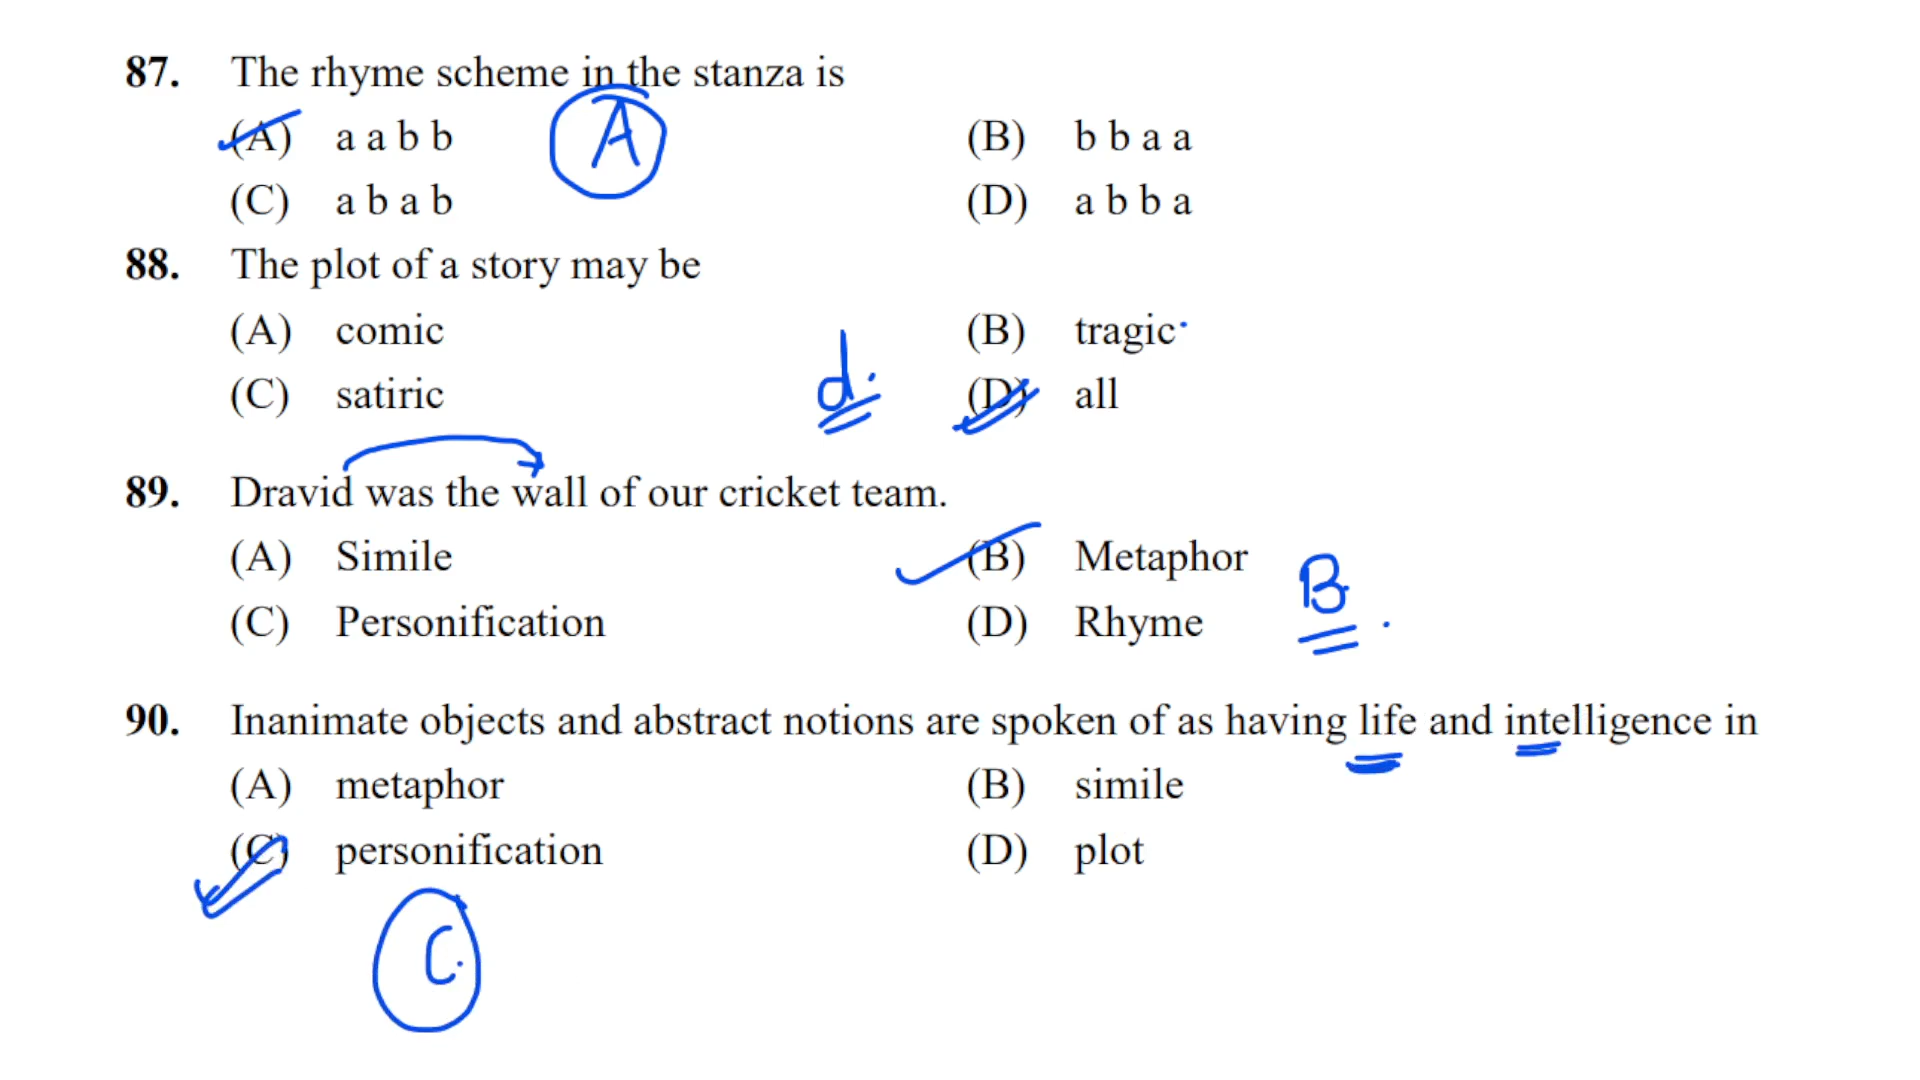 87. The rhyme scheme in the stanza is
(A) a a b b A (B) b b a a
(C) a b a b (D) a b b a
88. The plot of a story may be
(A) comic (B) tragic
(C) satiric d. (D) all
89. Dravid was the wall of our cricket team.
(A) Simile (B) Metaphor B
(C) Personification (D) Rhyme
90. Inanimate objects and abstract notions are spoken of as having life and intelligence in
(A) metaphor (B) simile
(C) personification (D) plot
C.